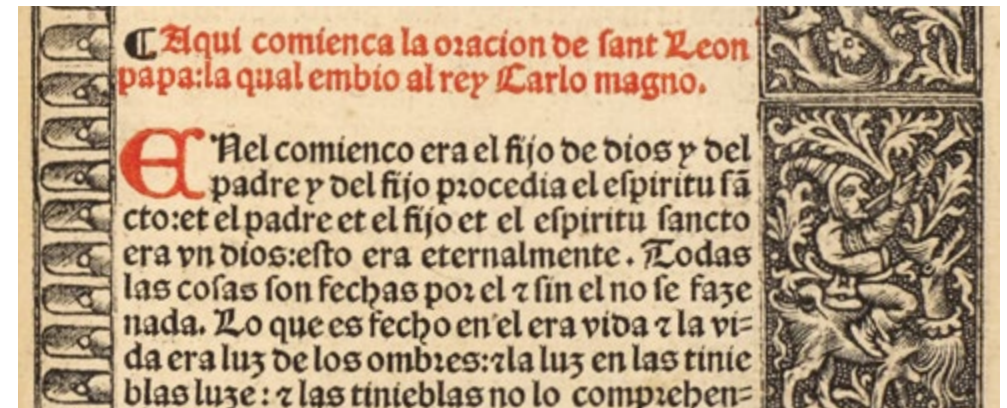 ¶ Aqui comienca la oracion de sant Leon
papa:la qual embio al rey Carlo magno.
ENel comienco era el fijo de dios y del
padre y del fijo procedia el espiritu sã
cto:et el padre et el fijo et el espiritu sancto
era vn dios:esto era eternalmente. Todas
las cosas son fechas por el ⁊ sin el no se faze
nada. Lo que es fecho en'el era vida ⁊ la vi=
da era luz de los ombres:⁊la luz en las tinie
blas luze: ⁊ las tinieblas no lo comprehen=